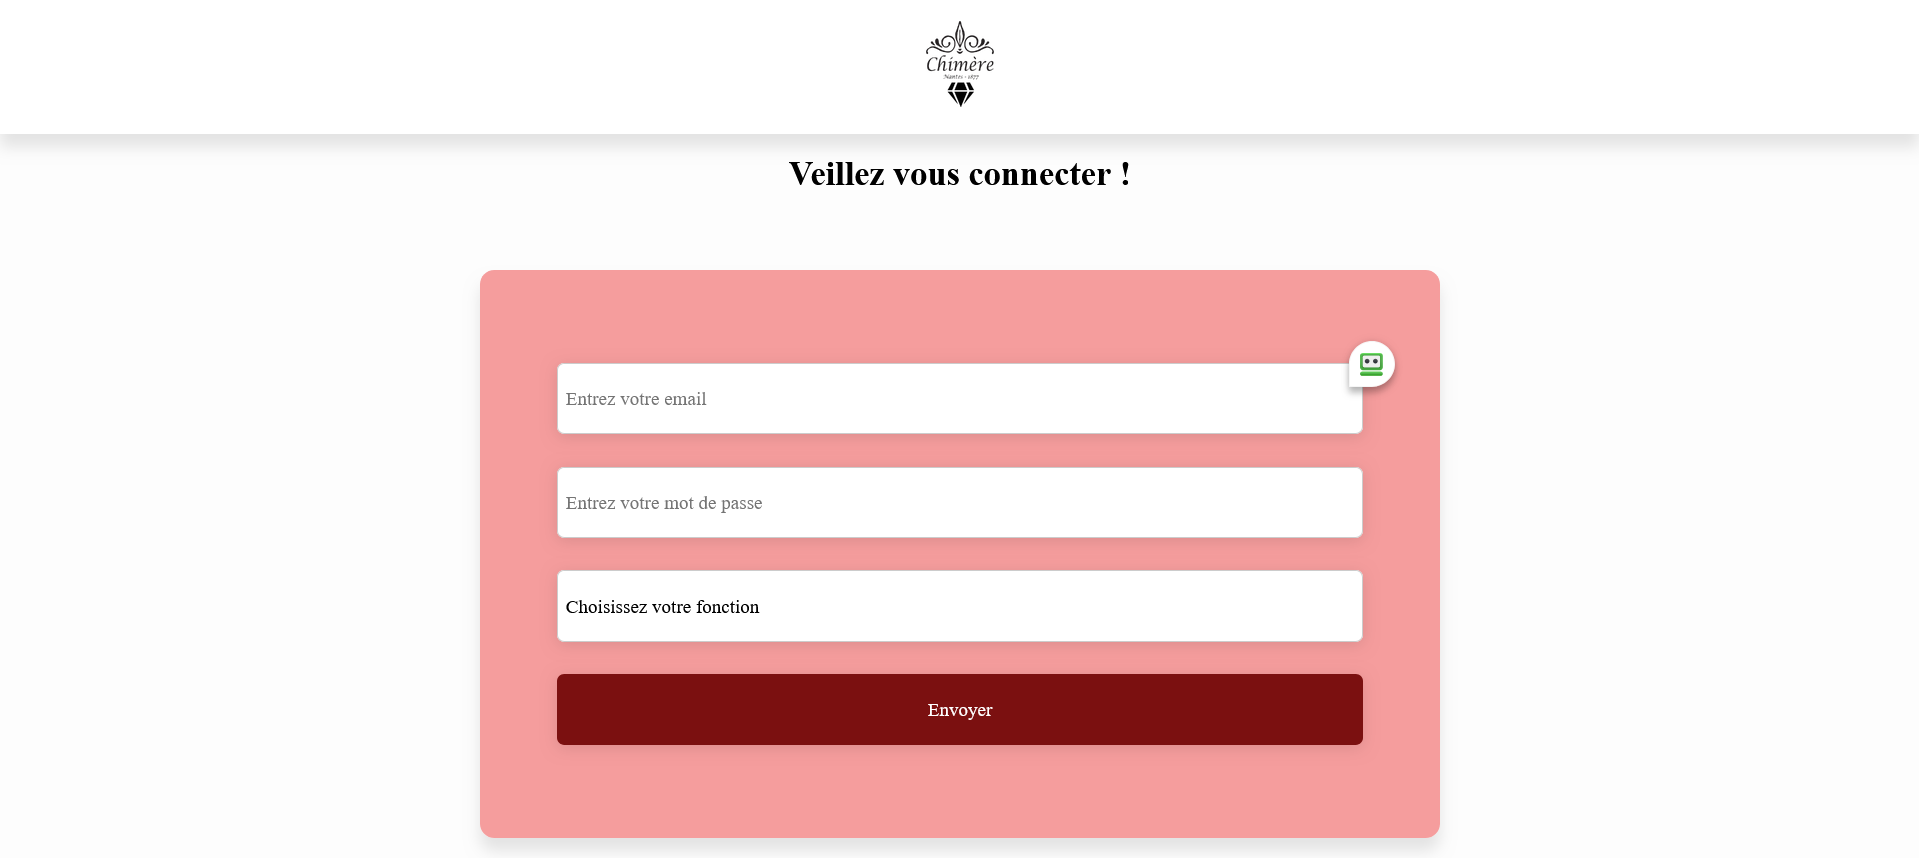 Chimère
Nantes - 1877
Veillez vous connecter !
Entrez votre email
Entrez votre mot de passe
Choisissez votre fonction
Envoyer